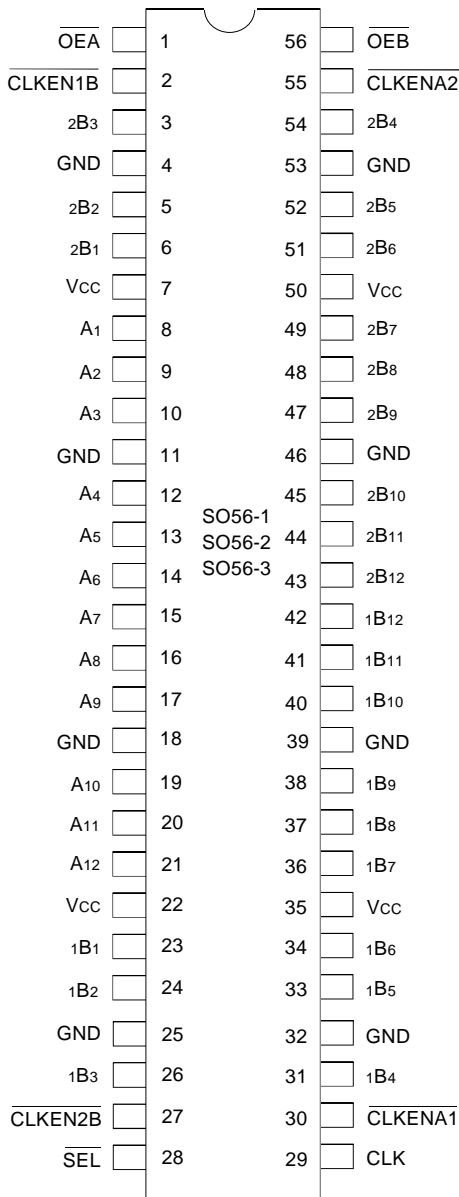 OEA 1 56 OEB
CLKEN1B 2 55 CLKENA2
2B3 3 54 2B4
GND 4 53 GND
2B2 5 52 2B5
2B1 6 51 2B6
VCC 7 50 VCC
A1 8 49 2B7
A2 9 48 2B8
A3 10 47 2B9
GND 11 46 GND
A4 12 45 2B10
SO56-1
A5 13 44 2B11
SO56-2
SO56-3
A6 14 43 2B12
A7 15 42 1B12
A8 16 41 1B11
A9 17 40 1B10
GND 18 39 GND
A10 19 38 1B9
A11 20 37 1B8
A12 21 36 1B7
VCC 22 35 VCC
1B1 23 34 1B6
1B2 24 33 1B5
GND 25 32 GND
1B3 26 31 1B4
CLKEN2B 27 30 CLKENA1
SEL 28 29 CLK